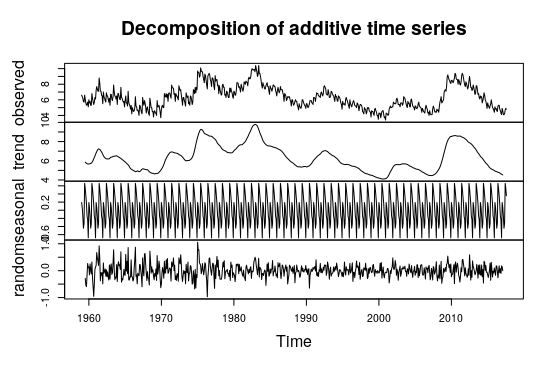 Decomposition of additive time series
observed
4 6 8
trend
4 6 8 10
seasonal
-0.6 0.2
random
-1.0 0.0 1.0
1960 1970 1980 1990 2000 2010
Time